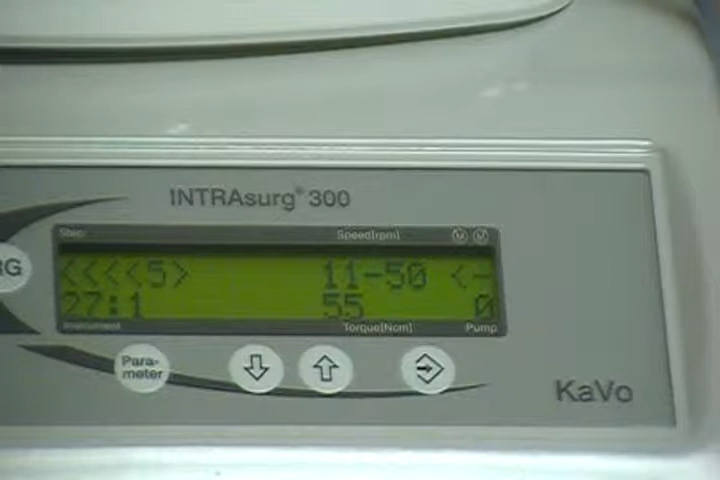 INTRAsurg® 300
Step: Speed[rpm]
RG
<<<<5> 11-50 <-
27:1 55 0
Instrument Torque[Ncm] Pump
Para-
meter
KaVo